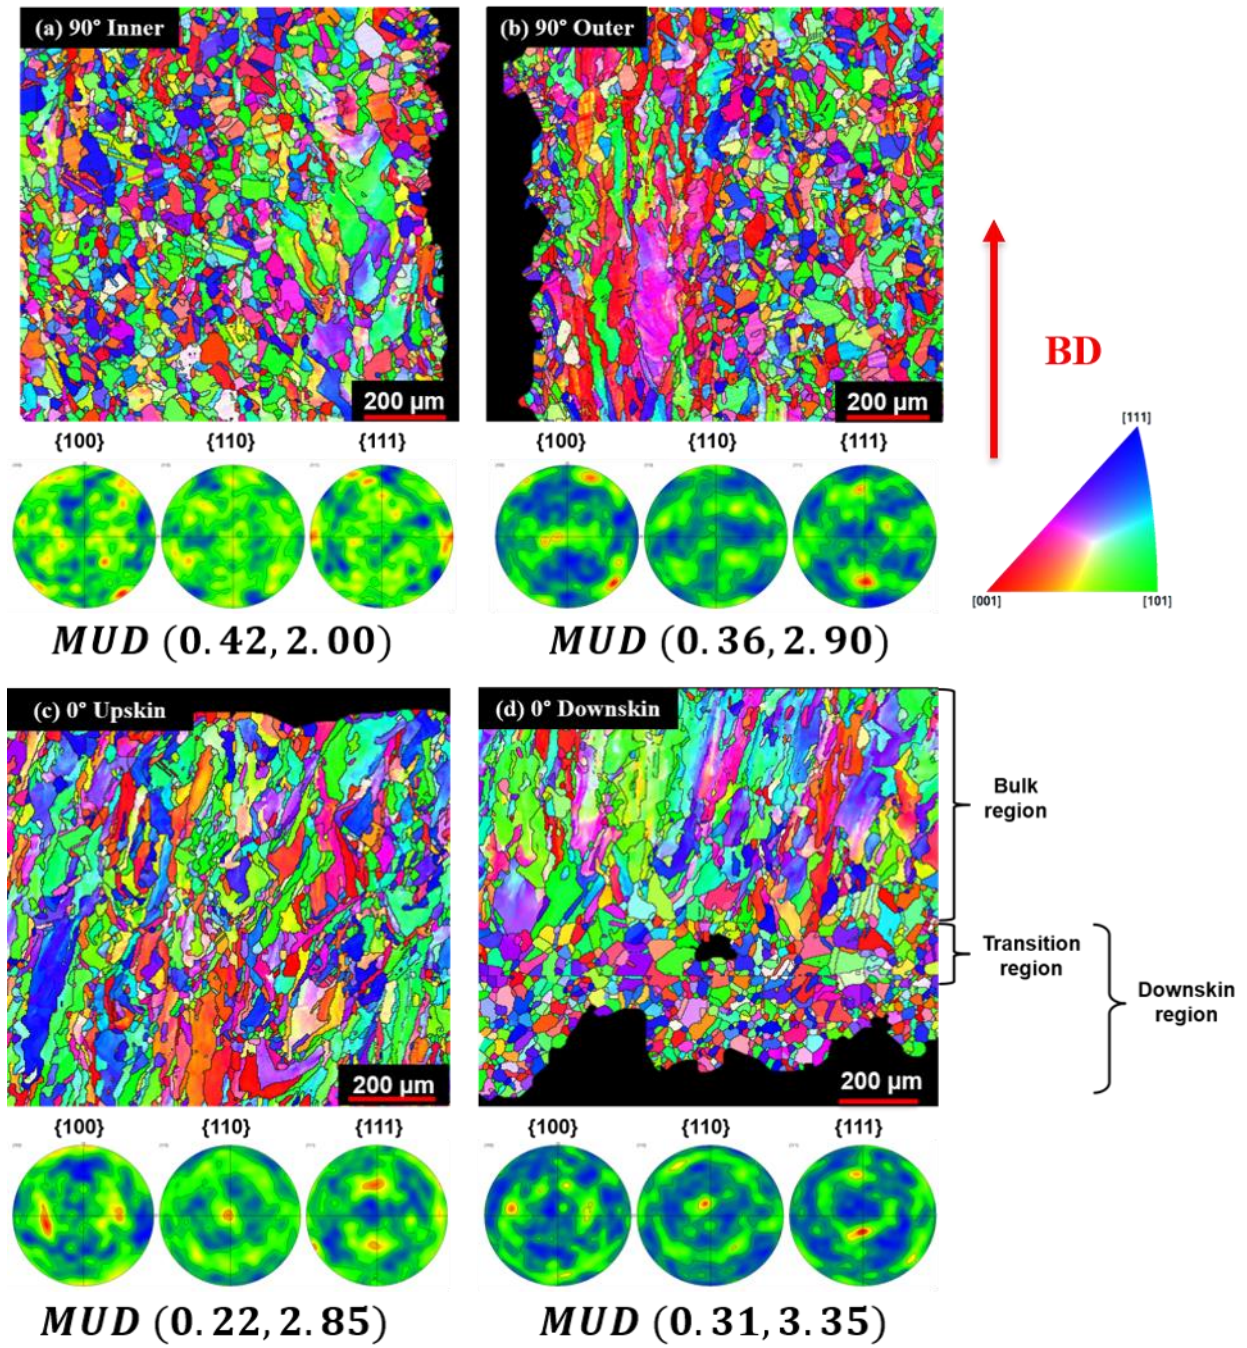 (a) 90° Inner
(b) 90° Outer
200 µm
200 µm
BD
{100} {110} {111}
{100} {110} {111}
[111]
[001]
[101]
MUD (0.42, 2.00)
MUD (0.36, 2.90)
(c) 0° Upskin
(d) 0° Downskin
Bulk
region
Transition
region
Downskin
region
200 µm
200 µm
{100} {110} {111}
{100} {110} {111}
MUD (0.22, 2.85)
MUD (0.31, 3.35)